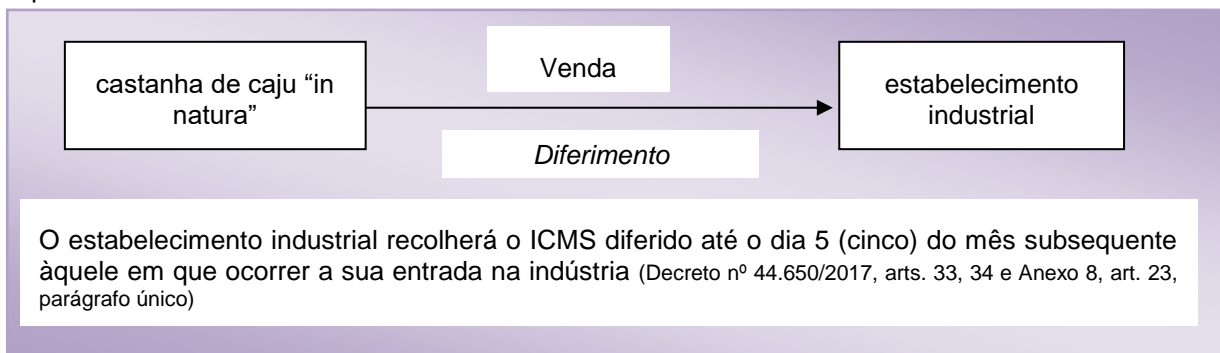 castanha de caju “in
natura”
Venda
Diferimento
estabelecimento
industrial
O estabelecimento industrial recolherá o ICMS diferido até o dia 5 (cinco) do mês subsequente
àquele em que ocorrer a sua entrada na indústria (Decreto nº 44.650/2017, arts. 33, 34 e Anexo 8, art. 23,
parágrafo único)